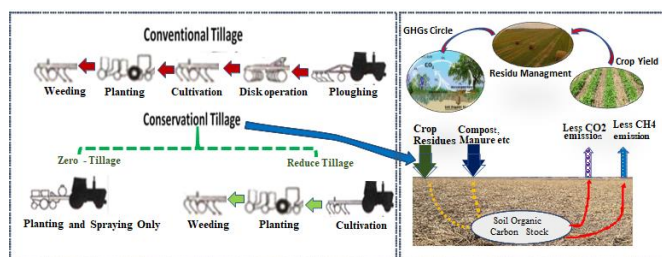 Conventional Tillage
Weeding
Planting
Cultivation
Disk operation
Ploughing
Conservationl Tillage
Zero - Tillage
Reduce Tillage
Planting and Spraying Only
Weeding
Planting
Cultivation
GHGs Circle
Residu Managment
Crop Yield
CO2
Crop
Residues
Compost,
Manure etc
Less CO2
emission
Less CH4
emission
Soil Organic
Carbon Stock